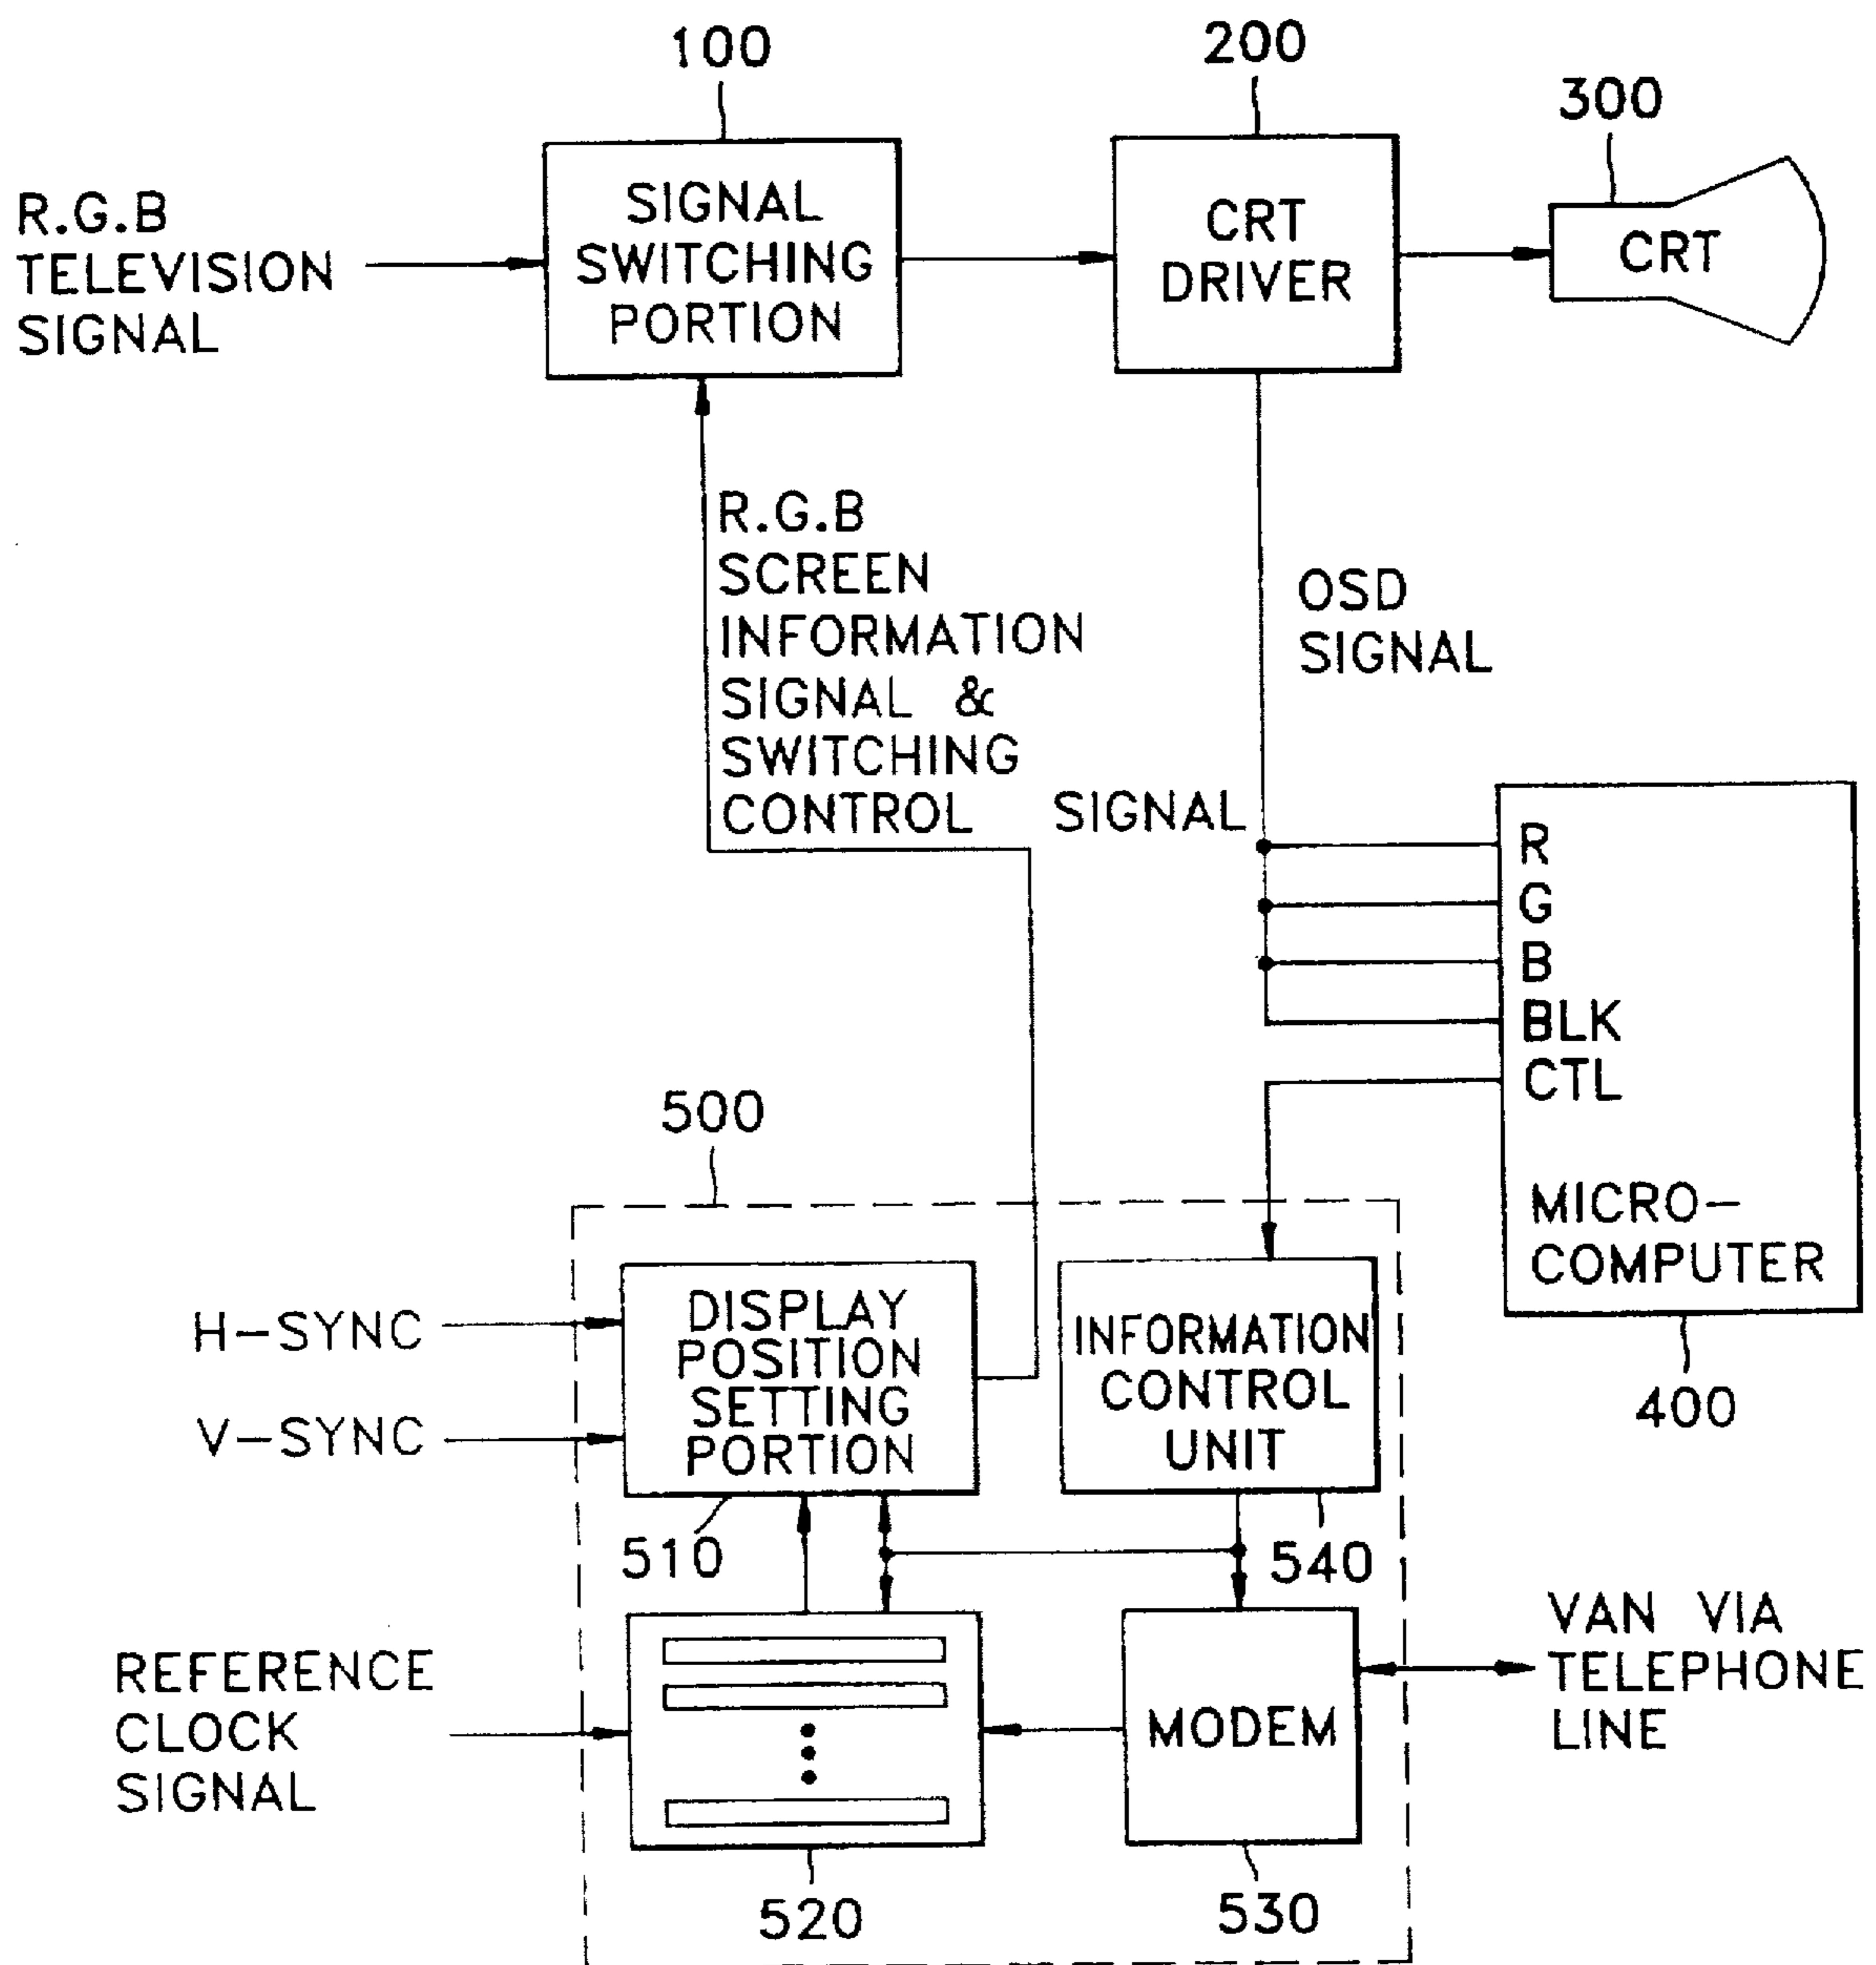 100
200
300
R.G.B
TELEVISION
SIGNAL
SIGNAL
SWITCHING
PORTION
CRT
DRIVER
CRT
R.G.B
SCREEN
INFORMATION
SIGNAL &
SWITCHING
CONTROL
OSD
SIGNAL
SIGNAL
R
G
B
BLK
CTL
MICRO-
COMPUTER
400
500
H-SYNC
V-SYNC
DISPLAY
POSITION
SETTING
PORTION
INFORMATION
CONTROL
UNIT
510
540
REFERENCE
CLOCK
SIGNAL
MODEM
VAN VIA
TELEPHONE
LINE
520
530